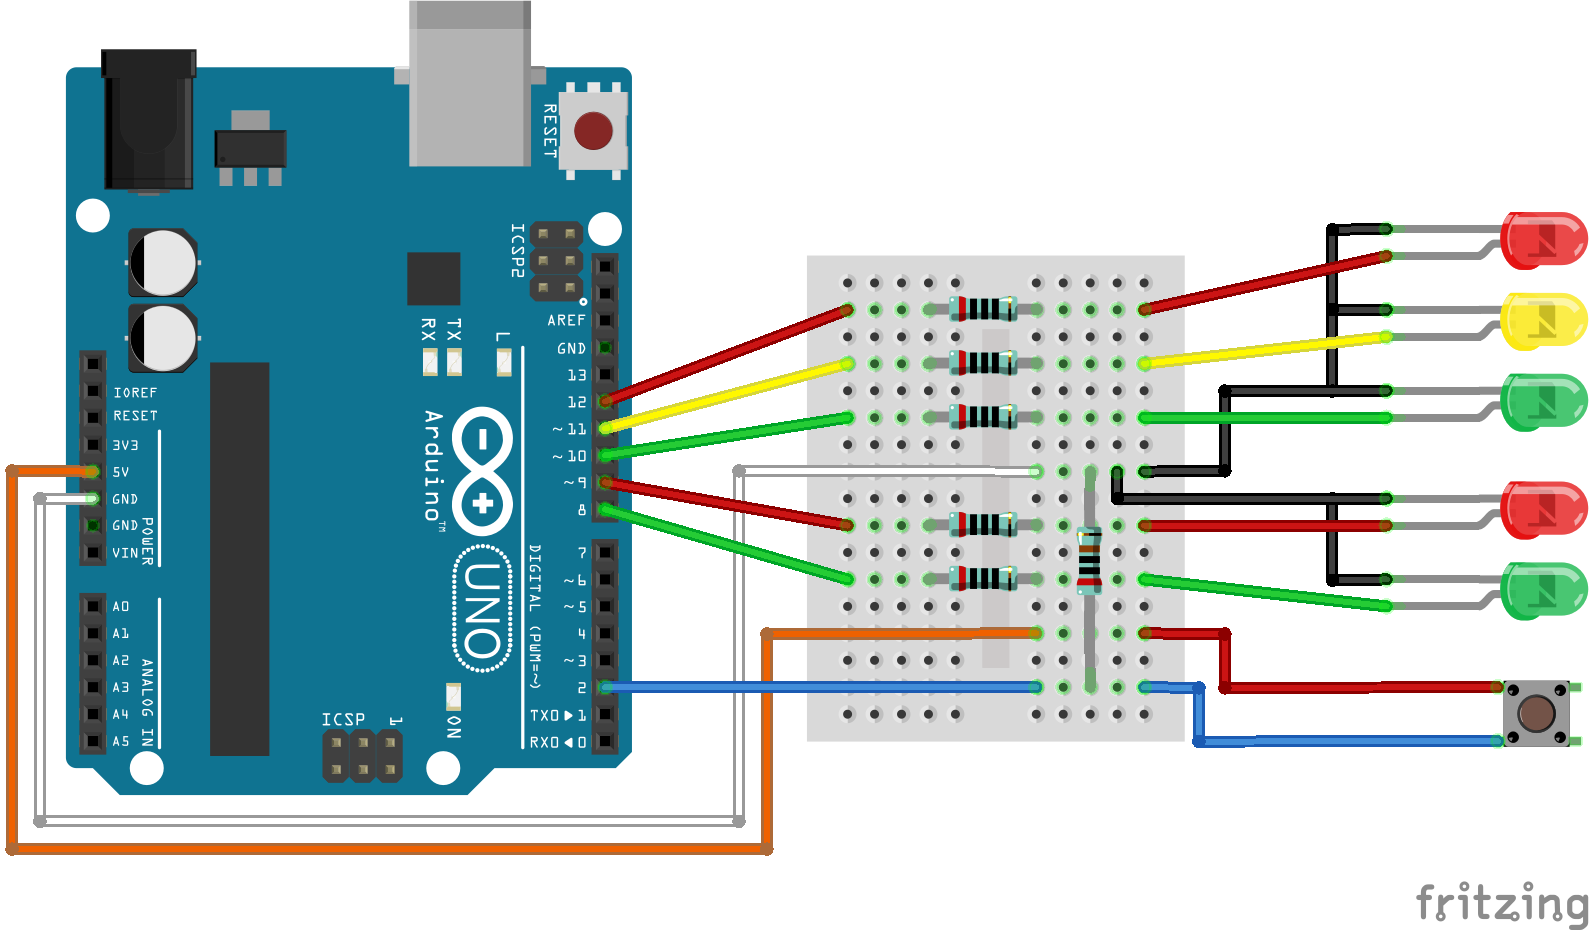 RESET
ICSP2
AREF
GND
13
12
~11
~10
~9
8
7
~6
~5
4
~3
2
TX0▶1
RX0◀0
DIGITAL (PWM=~)
RX
TX
L
Arduino™
UNO
IOREF
RESET
3V3
5V
GND
GND
VIN
POWER
A0
A1
A2
A3
A4
A5
ANALOG IN
ICSP
1
ON
fritzing